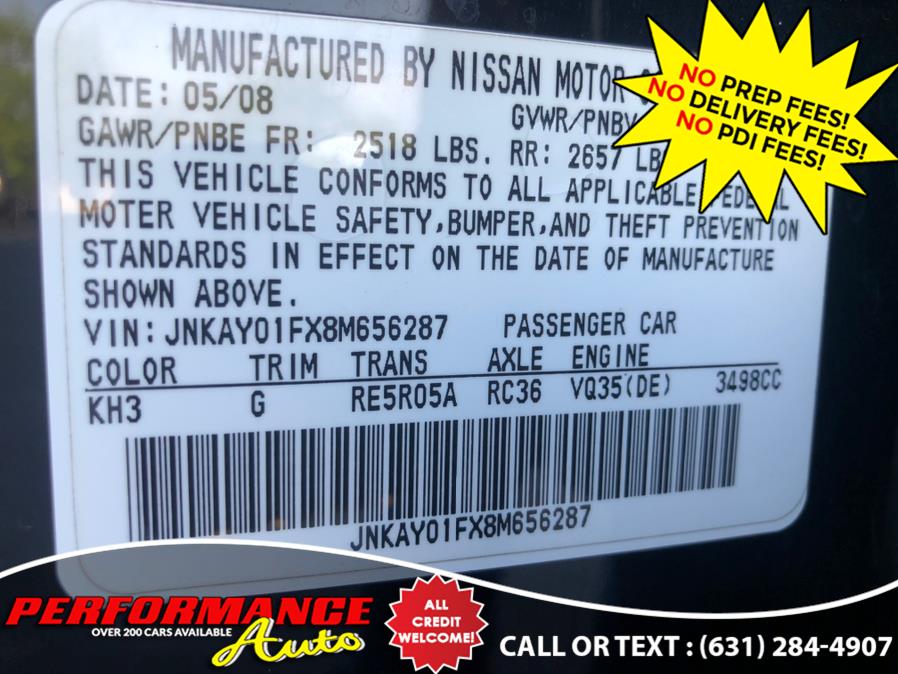 MANUFACTURED BY NISSAN MOTOR
DATE: 05/08
GVWR/PNBV
GAWR/PNBE FR: 2518 LBS. RR: 2657
THIS VEHICLE CONFORMS TO ALL APPLICABLE FEDERAL
MOTER VEHICLE SAFETY,BUMPER,AND THEFT PREVENTION
STANDARDS IN EFFECT ON THE DATE OF MANUFACTURE
SHOWN ABOVE.
VIN:JNKAY01FX8M656287 PASSENGER CAR
COLOR TRIM TRANS AXLE ENGINE
KH3 G RE5R05A RC36 VQ35(DE) 3498CC
JNKAY01FX8M656287
NO PREP FEES!
NO DELIVERY FEES!
NO PDI FEES!
PERFORMANCE
OVER 200 CARS AVAILABLE
Auto
ALL
CREDIT
WELCOME!
CALL OR TEXT : (631) 284-4907